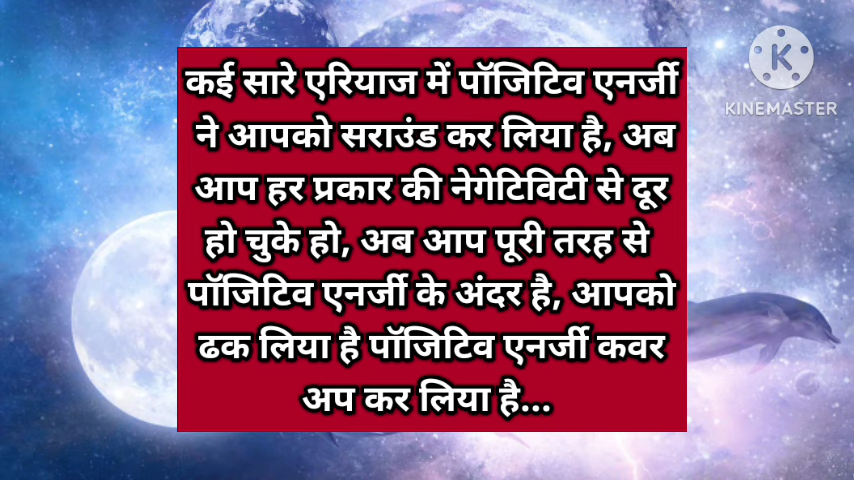 कई सारे एरियाज में पॉजिटिव एनर्जी
ने आपको सराउंड कर लिया है, अब
आप हर प्रकार की नेगेटिविटी से दूर
हो चुके हो, अब आप पूरी तरह से
पॉजिटिव एनर्जी के अंदर है, आपको
ढक लिया है पॉजिटिव एनर्जी कवर
अप कर लिया है...
K
KINEMASTER